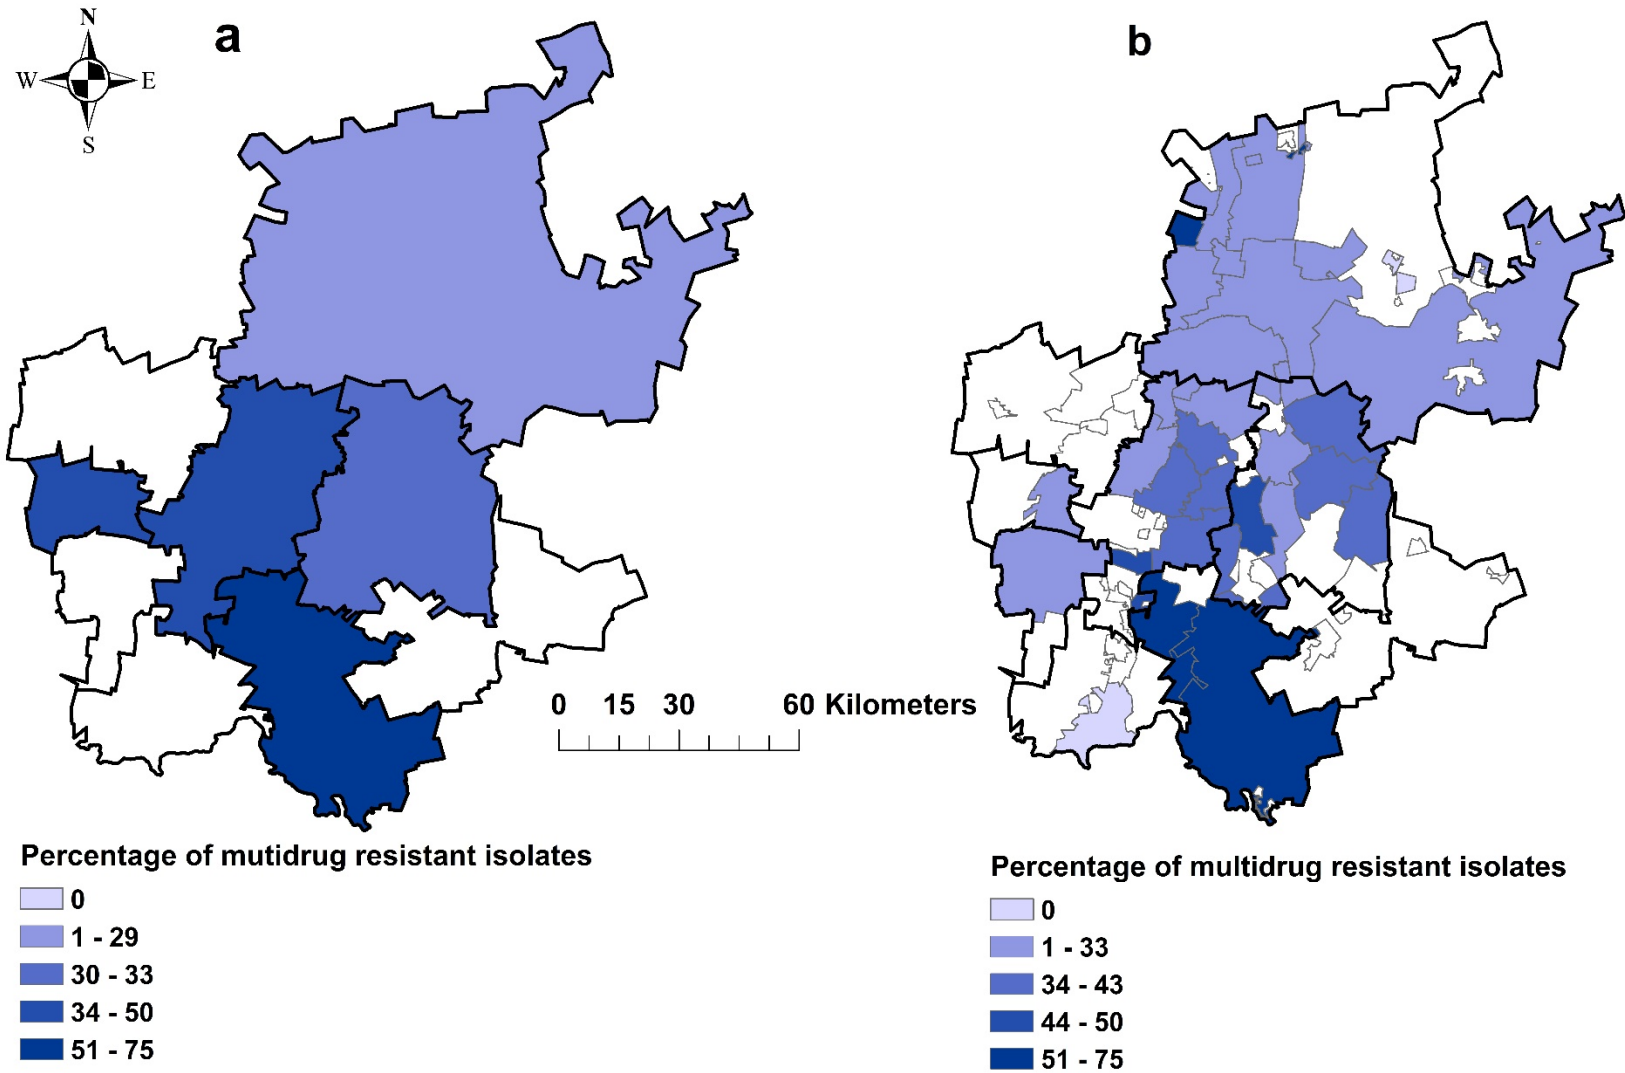 N
W E
S
a
b
0 15 30 60 Kilometers
Percentage of mutidrug resistant isolates
0
1 - 29
30 - 33
34 - 50
51 - 75
Percentage of multidrug resistant isolates
0
1 - 33
34 - 43
44 - 50
51 - 75